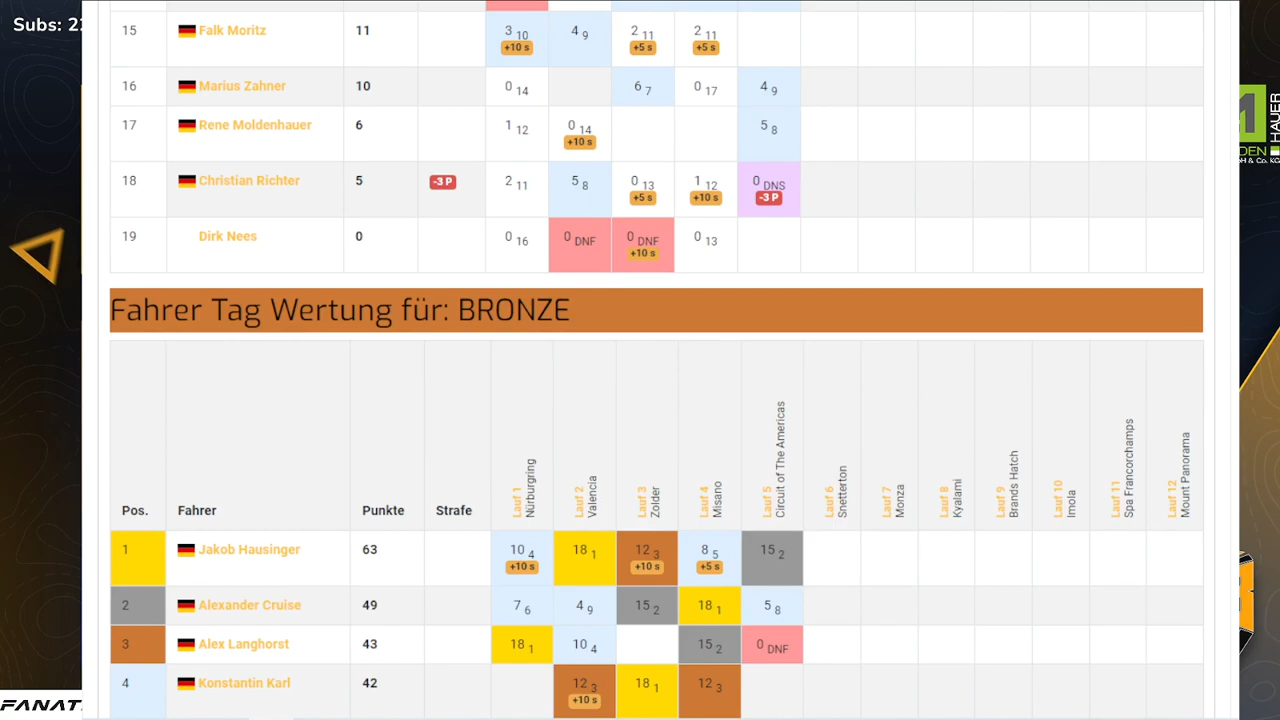 Subs: 2
15 Falk Moritz 11 3 10 4 9 2 11 2 11
+10 s +5 s +5 s
16 Marius Zahner 10 0 14 6 7 0 17 4 9
17 Rene Moldenhauer 6 1 12 0 14 5 8
+10 s
18 Christian Richter 5 -3 P 2 11 5 8 0 13 1 12 0 DNS
+5 s +10 s -3 P
19 Dirk Nees 0 0 16 0 DNF 0 DNF 0 13
+10 s
Fahrer Tag Wertung für: BRONZE
Pos. Fahrer Punkte Strafe
Lauf 1 Nürburgring
Lauf 2 Valencia
Lauf 3 Zolder
Lauf 4 Misano
Lauf 5 Circuit of The Americas
Lauf 6 Snetterton
Lauf 7 Monza
Lauf 8 Kyalami
Lauf 9 Brands Hatch
Lauf 10 Imola
Lauf 11 Spa Francorchamps
Lauf 12 Mount Panorama
1 Jakob Hausinger 63 10 4 18 1 12 3 8 5 15 2
+10 s +10 s +5 s
2 Alexander Cruise 49 7 6 4 9 15 2 18 1 5 8
3 Alex Langhorst 43 18 1 10 4 15 2 0 DNF
4 Konstantin Karl 42 12 3 18 1 12 3
+10 s
FANAT
HAUER
DEN
H & Co. KG